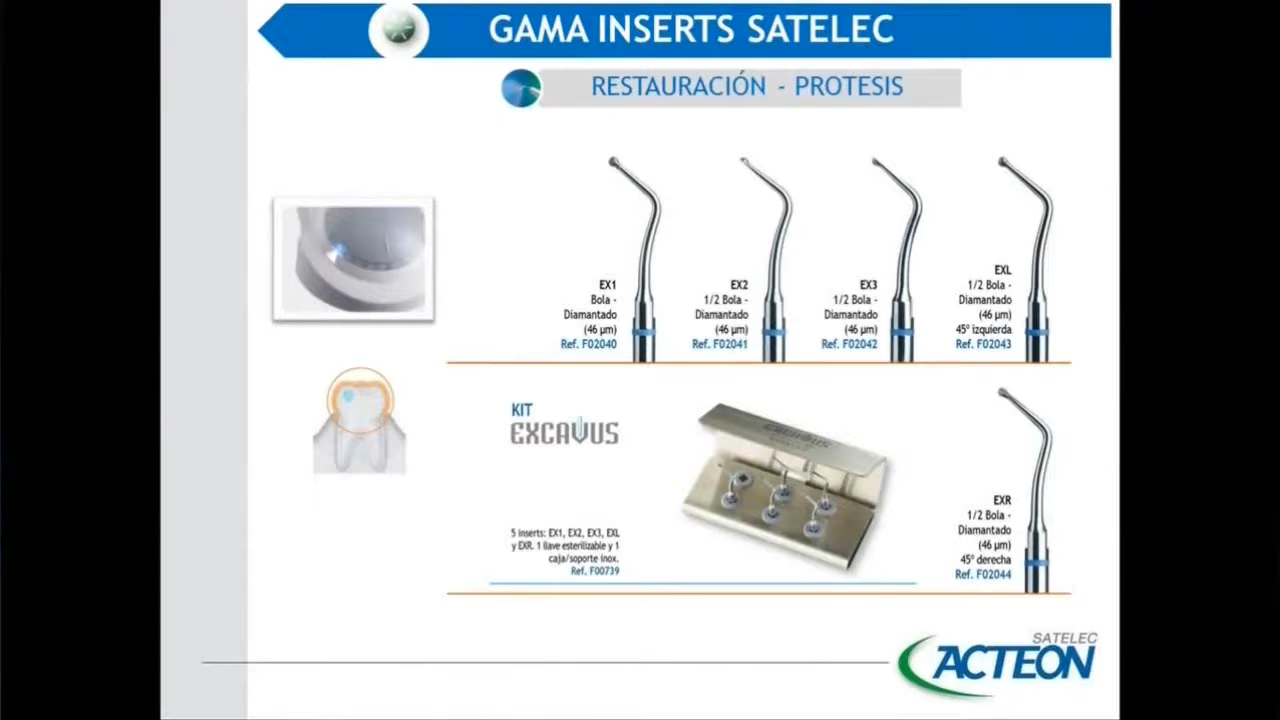 GAMA INSERTS SATELEC
RESTAURACIÓN - PROTESIS
EX1
Bola -
Diamantado
(46 µm)
Ref. F02040
EX2
1/2 Bola -
Diamantado
(46 µm)
Ref. F02041
EX3
1/2 Bola -
Diamantado
(46 µm)
Ref. F02042
EXL
1/2 Bola -
Diamantado
(46 µm)
45º izquierda
Ref. F02043
KIT
EXCAVUS
EXCAVUS
5 inserts: EX1, EX2, EX3, EXL
y EXR. 1 llave esterilizable y 1
caja/soporte inox.
Ref. F00739
EXR
1/2 Bola -
Diamantado
(46 µm)
45º derecha
Ref. F02044
SATELEC
ACTEON